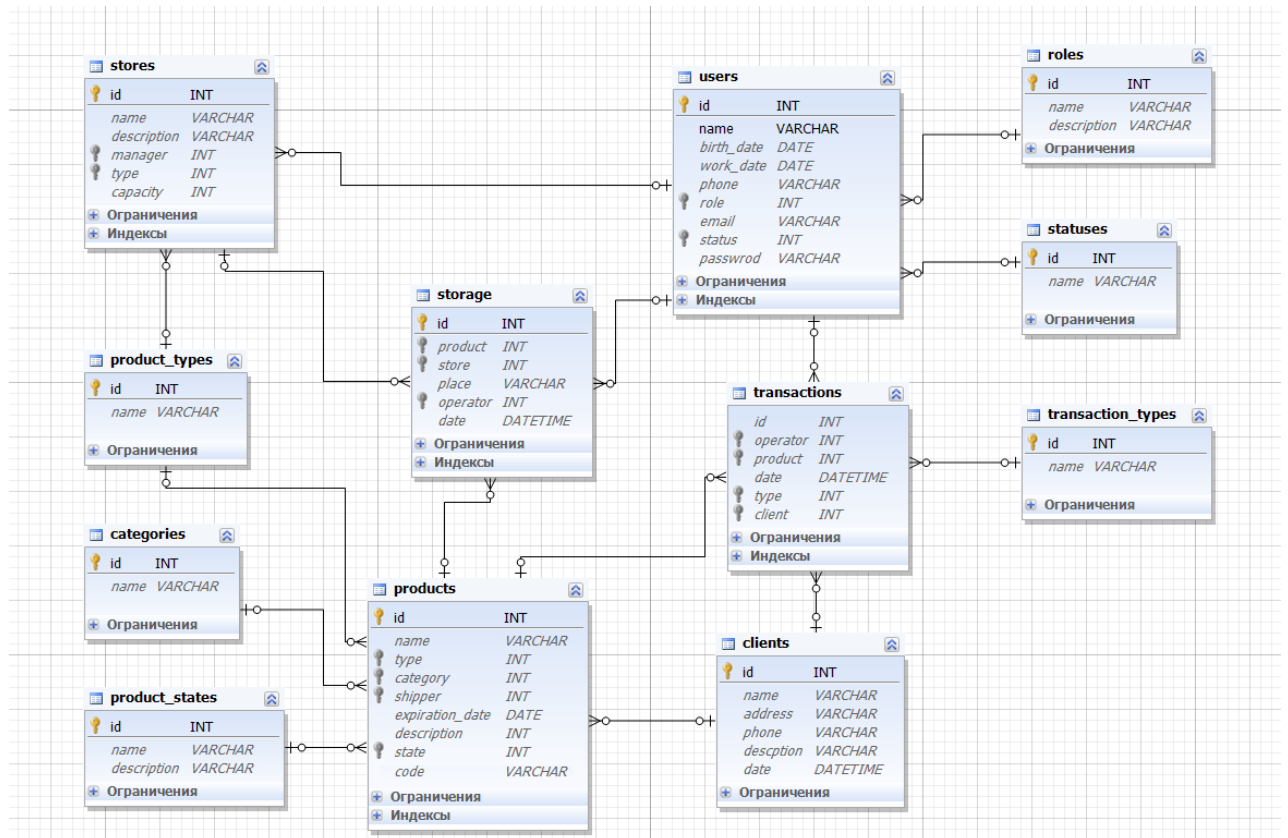 stores
id INT
name VARCHAR
description VARCHAR
manager INT
type INT
capacity INT
Ограничения
Индексы
users
id INT
name VARCHAR
birth_date DATE
work_date DATE
phone VARCHAR
role INT
email VARCHAR
status INT
passwrod VARCHAR
Ограничения
Индексы
roles
id INT
name VARCHAR
description VARCHAR
Ограничения
statuses
id INT
name VARCHAR
Ограничения
storage
id INT
product INT
store INT
place VARCHAR
operator INT
date DATETIME
Ограничения
Индексы
product_types
id INT
name VARCHAR
Ограничения
transactions
id INT
operator INT
product INT
date DATETIME
type INT
client INT
Ограничения
Индексы
transaction_types
id INT
name VARCHAR
Ограничения
categories
id INT
name VARCHAR
Ограничения
products
id INT
name VARCHAR
type INT
category INT
shipper INT
expiration_date DATE
description INT
state INT
code VARCHAR
Ограничения
Индексы
clients
id INT
name VARCHAR
address VARCHAR
phone VARCHAR
descption VARCHAR
date DATETIME
Ограничения
product_states
id INT
name VARCHAR
description VARCHAR
Ограничения